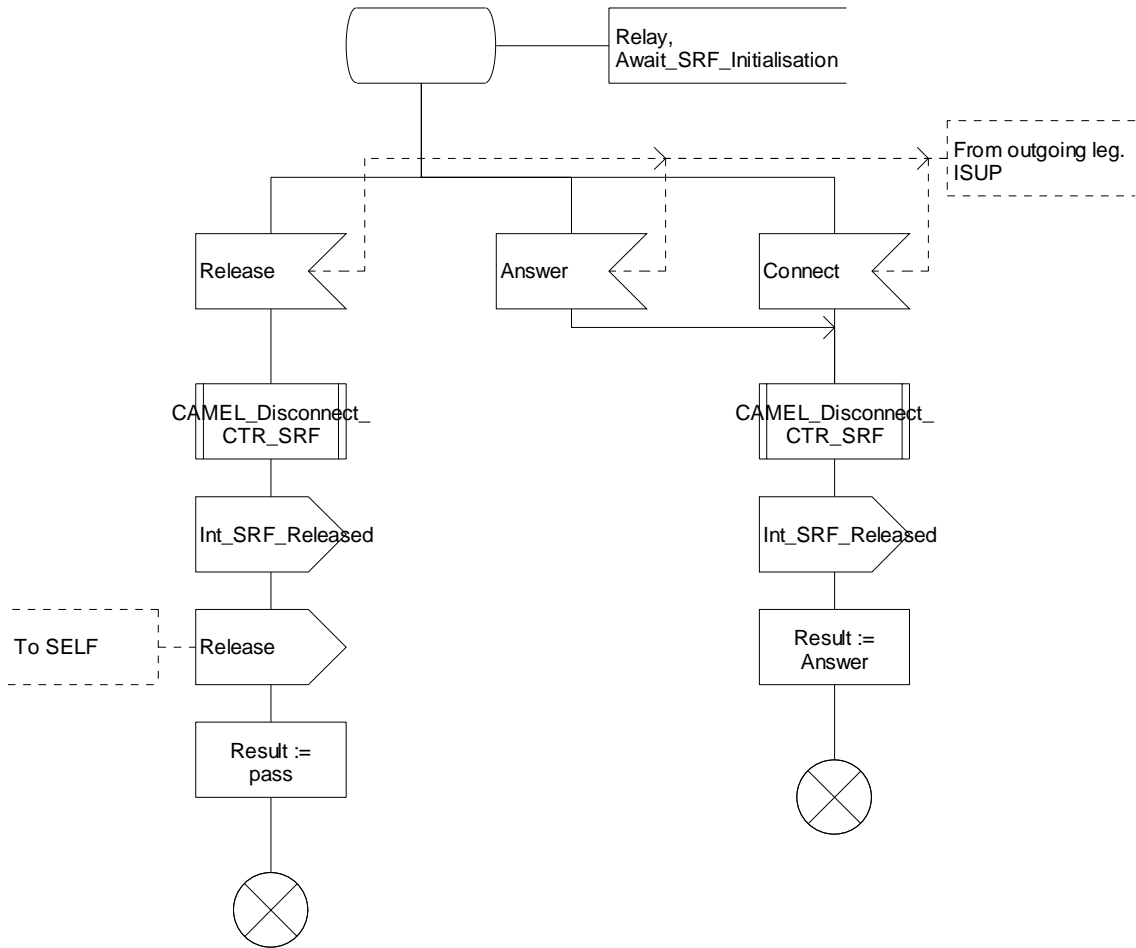 Relay,
Await_SRF_Initialisation
From outgoing leg.
ISUP
Release
Answer
Connect
CAMEL_Disconnect_
CTR_SRF
CAMEL_Disconnect_
CTR_SRF
Int_SRF_Released
Int_SRF_Released
To SELF
Release
Result :=
Answer
Result :=
pass